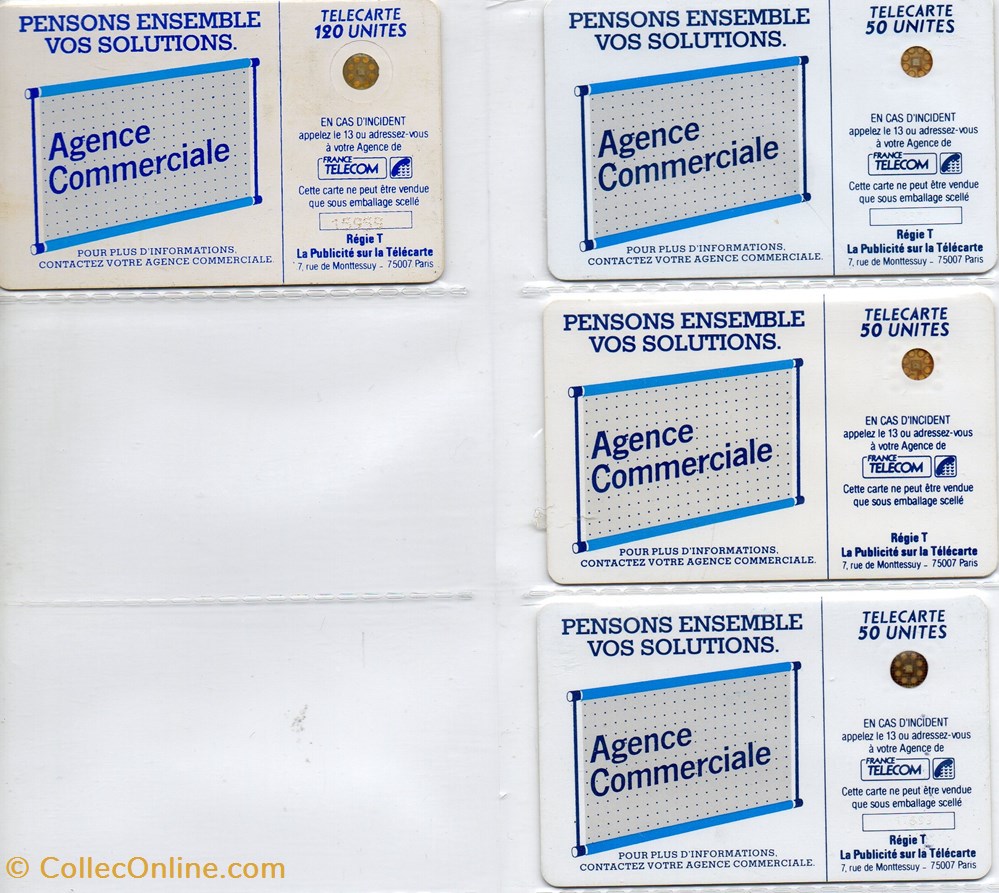 PENSONS ENSEMBLE
VOS SOLUTIONS.
Agence
Commerciale
POUR PLUS D'INFORMATIONS,
CONTACTEZ VOTRE AGENCE COMMERCIALE
TELECARTE
120 UNITES
EN CAS D'INCIDENT
appelez le 13 ou adressez-vous
à votre Agence de
FRANCE
TELECOM
Cette carte ne peut être vendue
que sous emballage scellé
15959
Régie T
La Publicité sur la Télécarte
7, rue de Monttessuy - 75007 Paris
PENSONS ENSEMBLE
VOS SOLUTIONS.
Agence
Commerciale
POUR PLUS D'INFORMATIONS,
CONTACTEZ VOTRE AGENCE COMMERCIALE.
TELECARTE
50 UNITES
EN CAS D'INCIDENT
appelez le 13 ou adressez-vous
à votre Agence de
FRANCE
TELECOM
Cette carte ne peut être vendue
que sous emballage scellé
Régie T
La Publicité sur la Télécarte
7, rue de Monttessuy - 75007 Paris
PENSONS ENSEMBLE
VOS SOLUTIONS.
Agence
Commerciale
POUR PLUS D'INFORMATIONS,
CONTACTEZ VOTRE AGENCE COMMERCIALE.
TELECARTE
50 UNITES
EN CAS D'INCIDENT
appelez le 13 ou adressez-vous
à votre Agence de
FRANCE
TELECOM
Cette carte ne peut être vendue
que sous emballage scellé
Régie T
La Publicité sur la Télécarte
7, rue de Monttessuy - 75007 Paris
PENSONS ENSEMBLE
VOS SOLUTIONS.
Agence
Commerciale
POUR PLUS D'INFORMATIONS,
CONTACTEZ VOTRE AGENCE COMMERCIALE.
TELECARTE
50 UNITES
EN CAS D'INCIDENT
appelez le 13 ou adressez-vous
à votre Agence de
FRANCE
TELECOM
Cette carte ne peut être vendue
que sous emballage scellé
Régie T
La Publicité sur la Télécarte
7, rue de Monttessuy - 75007 Paris
© CollecOnline.com